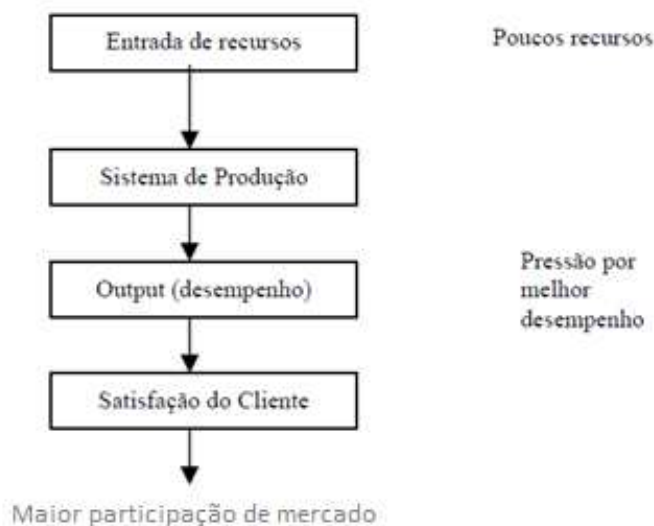 Entrada de recursos
Poucos recursos
Sistema de Produção
Output (desempenho)
Pressão por
melhor
desempenho
Satisfação do Cliente
Maior participação de mercado